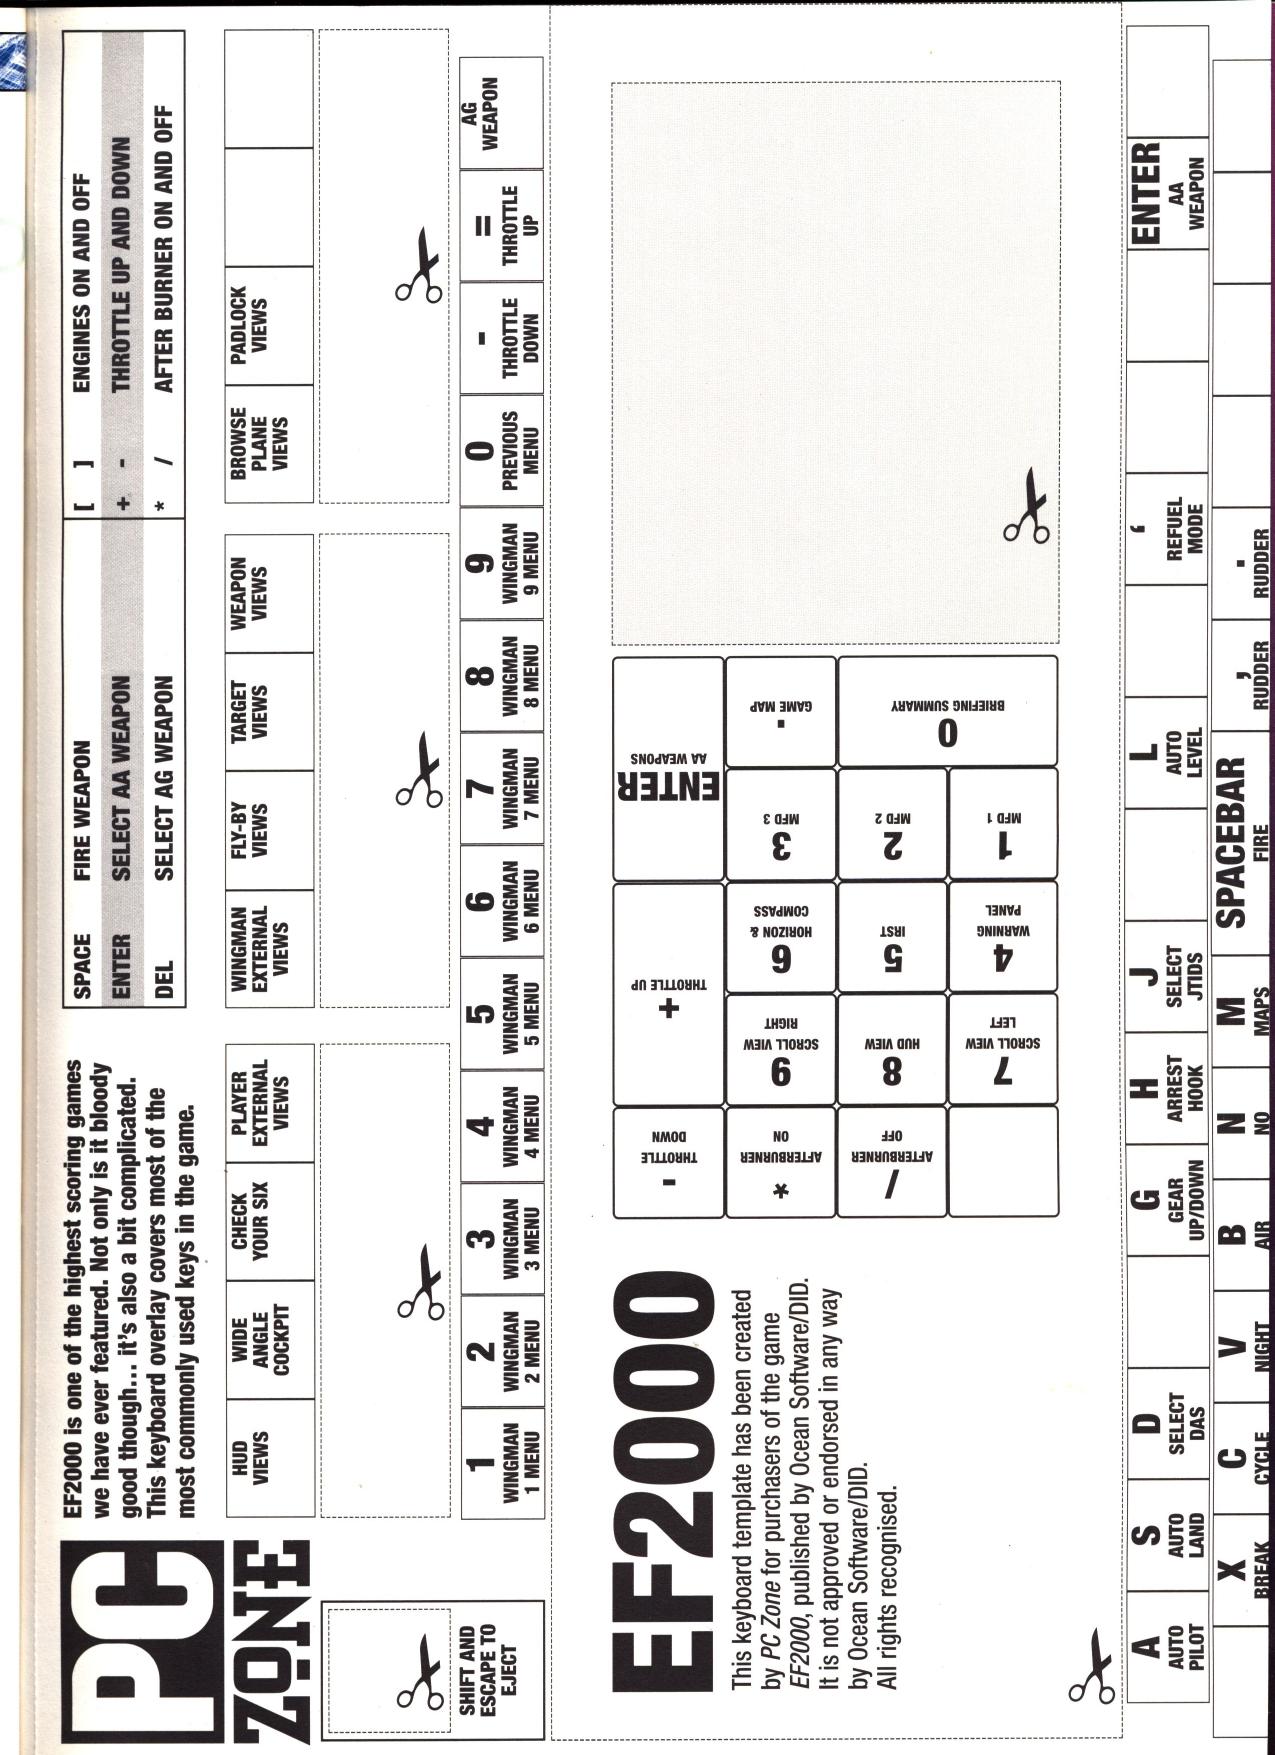 PC
ZONE
EF2000 is one of the highest scoring games
we have ever featured. Not only is it bloody
good though... it's also a bit complicated.
This keyboard overlay covers most of the
most commonly used keys in the game.
SPACE FIRE WEAPON [ ] ENGINES ON AND OFF
ENTER SELECT AA WEAPON + - THROTTLE UP AND DOWN
DEL SELECT AG WEAPON * / AFTER BURNER ON AND OFF
HUD
VIEWS
WIDE
ANGLE
COCKPIT
CHECK
YOUR SIX
PLAYER
EXTERNAL
VIEWS
WINGMAN
EXTERNAL
VIEWS
FLY-BY
VIEWS
TARGET
VIEWS
WEAPON
VIEWS
BROWSE
PLANE
VIEWS
PADLOCK
VIEWS
SHIFT AND
ESCAPE TO
EJECT
1
WINGMAN
1 MENU
2
WINGMAN
2 MENU
3
WINGMAN
3 MENU
4
WINGMAN
4 MENU
5
WINGMAN
5 MENU
6
WINGMAN
6 MENU
7
WINGMAN
7 MENU
8
WINGMAN
8 MENU
9
WINGMAN
9 MENU
0
PREVIOUS
MENU
-
THROTTLE
DOWN
=
THROTTLE
UP
AG
WEAPON
EF2000
This keyboard template has been created
by PC Zone for purchasers of the game
EF2000, published by Ocean Software/DID.
It is not approved or endorsed in any way
by Ocean Software/DID.
All rights recognised.
/
AFTERBURNER
OFF
*
AFTERBURNER
ON
-
THROTTLE
DOWN
7
SCROLL VIEW
LEFT
8
HUD VIEW
9
SCROLL VIEW
RIGHT
+
THROTTLE UP
4
WARNING
PANEL
5
IRST
6
HORIZON &
COMPASS
1
MFD 1
2
MFD 2
3
MFD 3
ENTER
AA WEAPONS
0
BRIEFING SUMMARY
.
GAME MAP
A
AUTO
PILOT
S
AUTO
LAND
D
SELECT
DAS
G
GEAR
UP/DOWN
H
ARREST
HOOK
J
SELECT
JTIDS
L
AUTO
LEVEL
‘
REFUEL
MODE
ENTER
AA
WEAPON
X
BREAK
C
CYCLE
V
NIGHT
B
AIR
N
NO
M
MAPS
SPACEBAR
FIRE
,
RUDDER
.
RUDDER